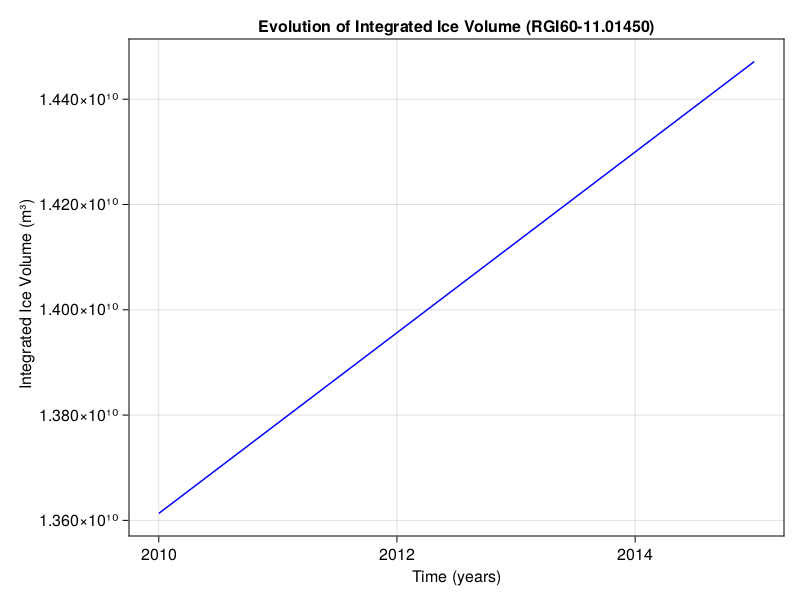 Evolution of Integrated Ice Volume (RGI60-11.01450)
Integrated Ice Volume (m³)
1.440×10¹⁰
1.420×10¹⁰
1.400×10¹⁰
1.380×10¹⁰
1.360×10¹⁰
2010 2012 2014
Time (years)